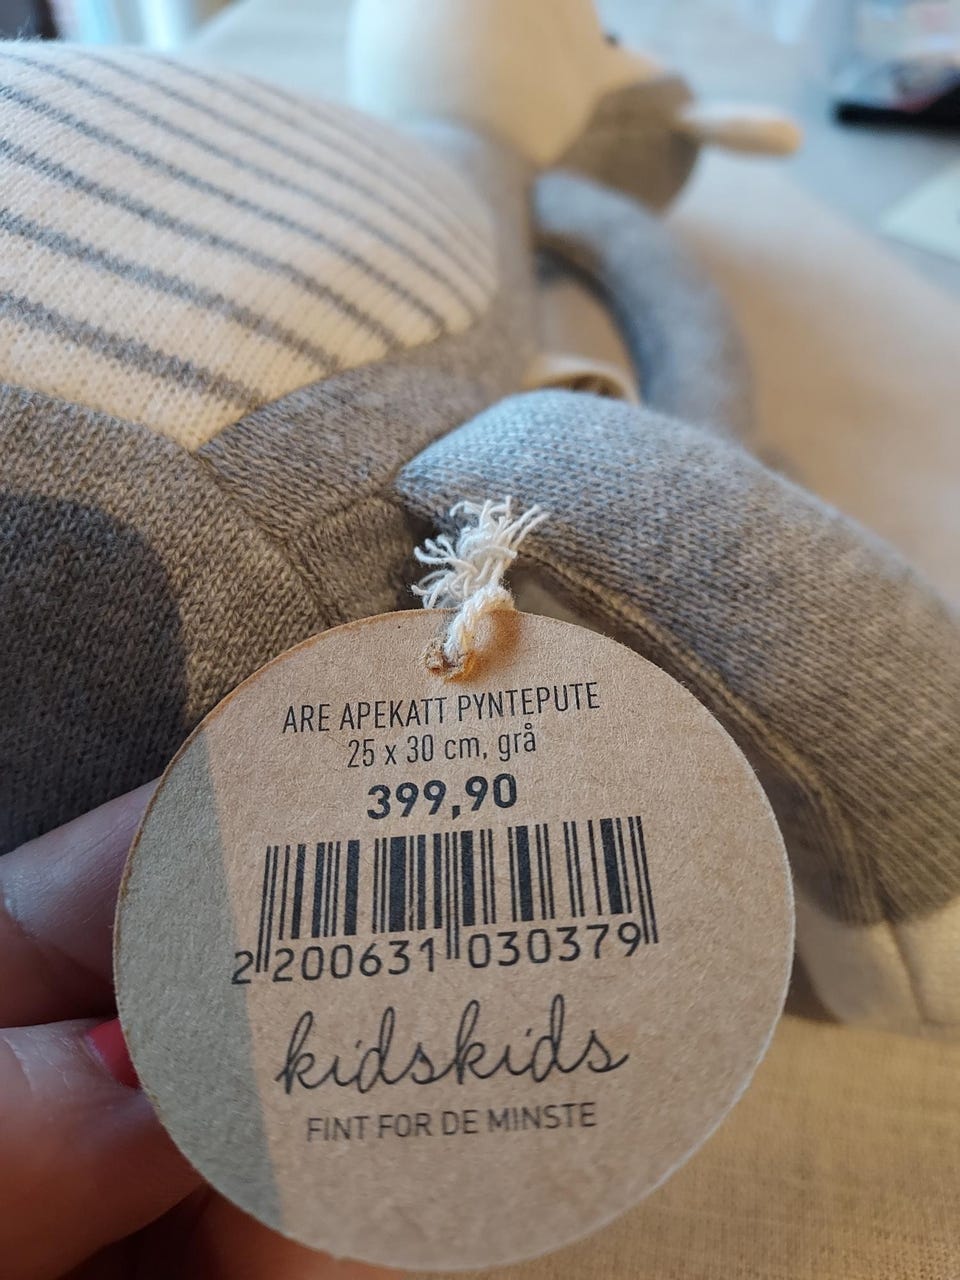 ARE APEKATT PYNTEPUTE
25 x 30 cm, grå
399,90
2 200631 030379
kidskids
FINT FOR DE MINSTE